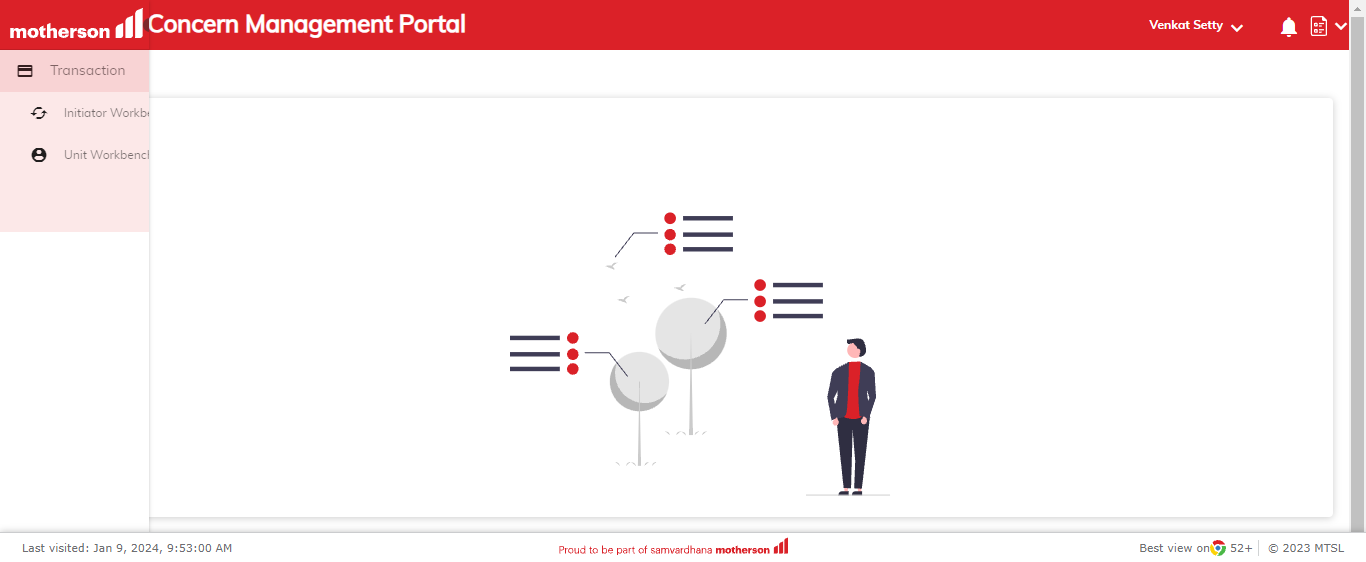 motherson Concern Management Portal
Venkat Setty
Transaction
Initiator Workbe
Unit Workbench
Last visited: Jan 9, 2024, 9:53:00 AM
Proud to be part of samvardhana motherson
Best view on 52+
© 2023 MTSL